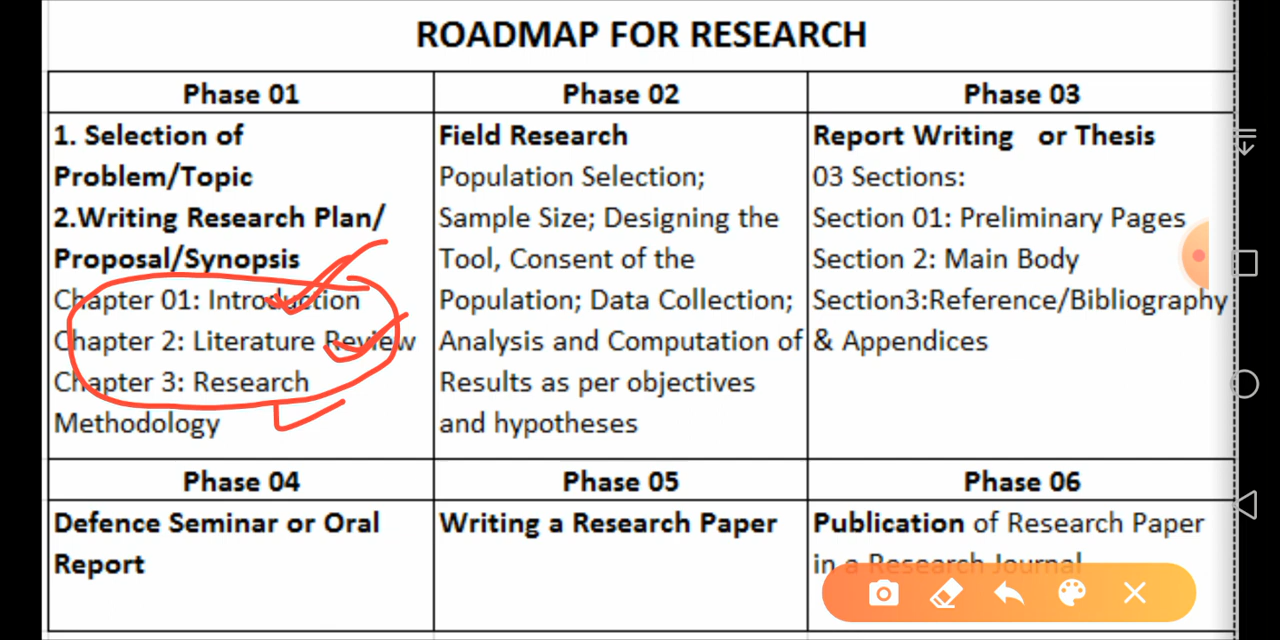 ROADMAP FOR RESEARCH
Phase 01
1. Selection of
Problem/Topic
2.Writing Research Plan/
Proposal/Synopsis
Chapter 01: Introduction
Chapter 2: Literature Review
Chapter 3: Research
Methodology
Phase 02
Field Research
Population Selection;
Sample Size; Designing the
Tool, Consent of the
Population; Data Collection;
Analysis and Computation of
Results as per objectives
and hypotheses
Phase 03
Report Writing or Thesis
03 Sections:
Section 01: Preliminary Pages
Section 2: Main Body
Section3:Reference/Bibliography
& Appendices
Phase 04
Defence Seminar or Oral
Report
Phase 05
Writing a Research Paper
Phase 06
Publication of Research Paper
in a Research Journal